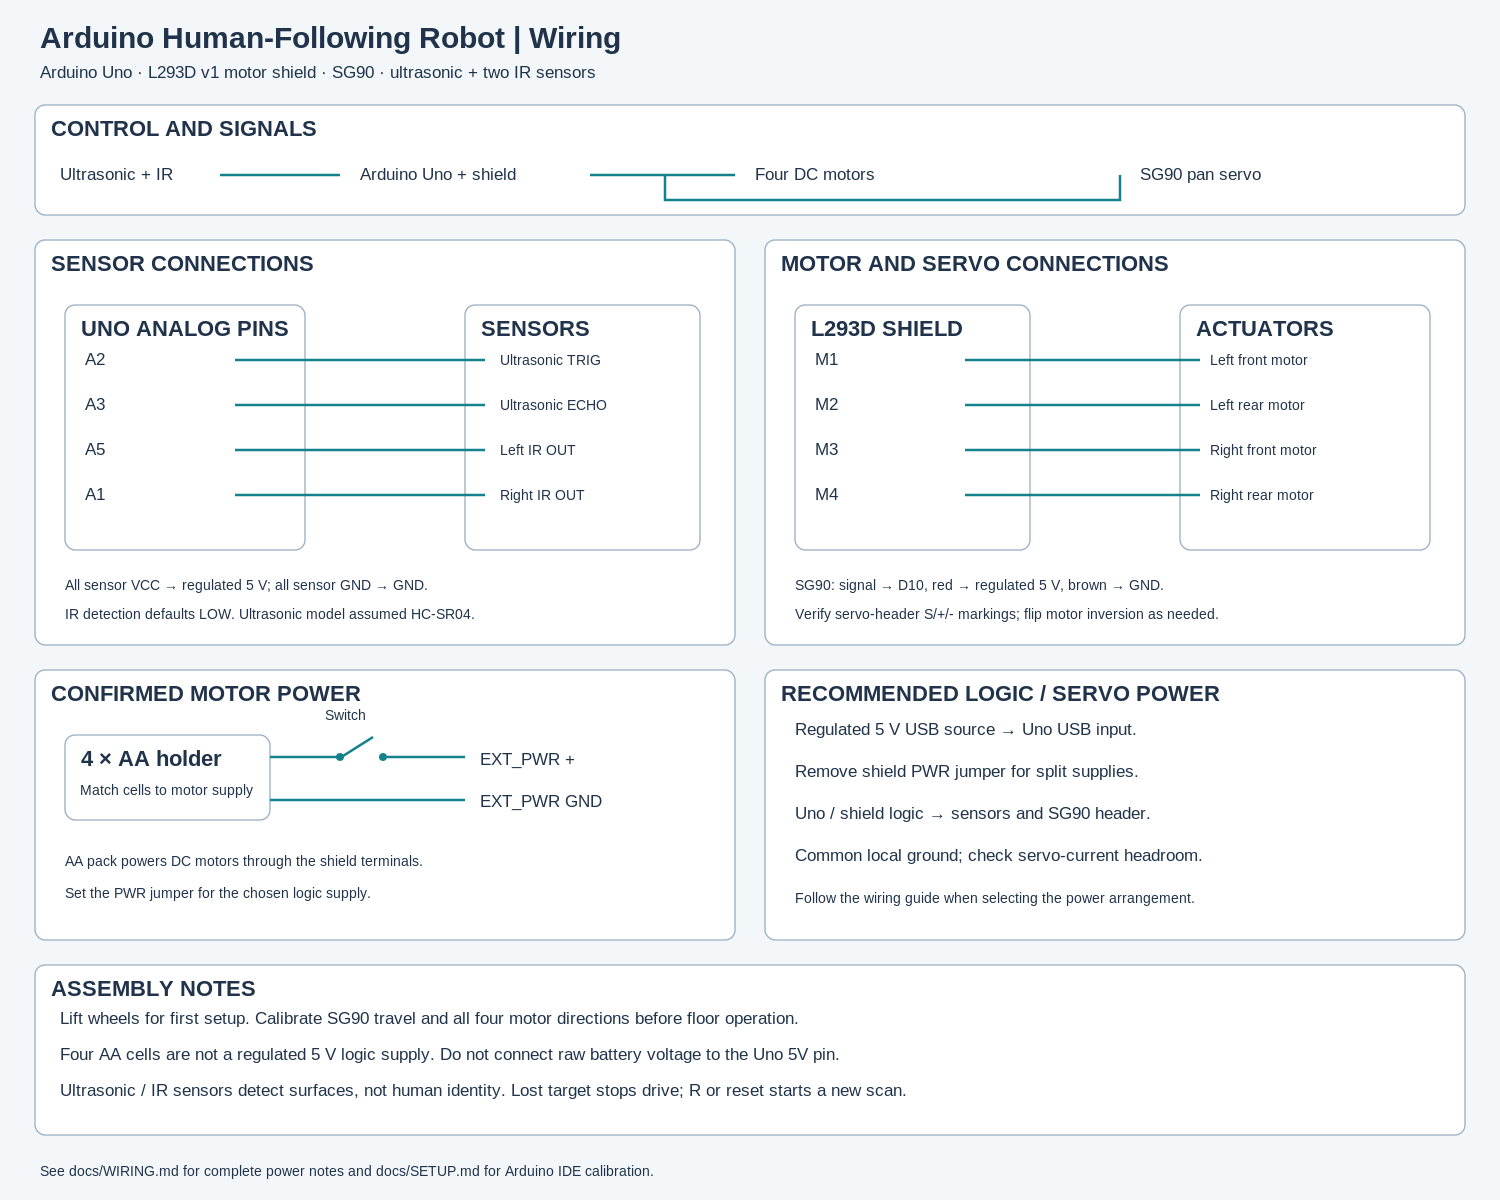 Arduino Human-Following Robot | Wiring
Arduino Uno · L293D v1 motor shield · SG90 · ultrasonic + two IR sensors
CONTROL AND SIGNALS
Ultrasonic + IR
Arduino Uno + shield
Four DC motors
SG90 pan servo
SENSOR CONNECTIONS
UNO ANALOG PINS
SENSORS
A2
Ultrasonic TRIG
A3
Ultrasonic ECHO
A5
Left IR OUT
A1
Right IR OUT
All sensor VCC → regulated 5 V; all sensor GND → GND.
IR detection defaults LOW. Ultrasonic model assumed HC-SR04.
MOTOR AND SERVO CONNECTIONS
L293D SHIELD
ACTUATORS
M1
Left front motor
M2
Left rear motor
M3
Right front motor
M4
Right rear motor
SG90: signal → D10, red → regulated 5 V, brown → GND.
Verify servo-header S/+/- markings; flip motor inversion as needed.
CONFIRMED MOTOR POWER
Switch
4 × AA holder
Match cells to motor supply
EXT_PWR +
EXT_PWR GND
AA pack powers DC motors through the shield terminals.
Set the PWR jumper for the chosen logic supply.
RECOMMENDED LOGIC / SERVO POWER
Regulated 5 V USB source → Uno USB input.
Remove shield PWR jumper for split supplies.
Uno / shield logic → sensors and SG90 header.
Common local ground; check servo-current headroom.
Follow the wiring guide when selecting the power arrangement.
ASSEMBLY NOTES
Lift wheels for first setup. Calibrate SG90 travel and all four motor directions before floor operation.
Four AA cells are not a regulated 5 V logic supply. Do not connect raw battery voltage to the Uno 5V pin.
Ultrasonic / IR sensors detect surfaces, not human identity. Lost target stops drive; R or reset starts a new scan.
See docs/WIRING.md for complete power notes and docs/SETUP.md for Arduino IDE calibration.